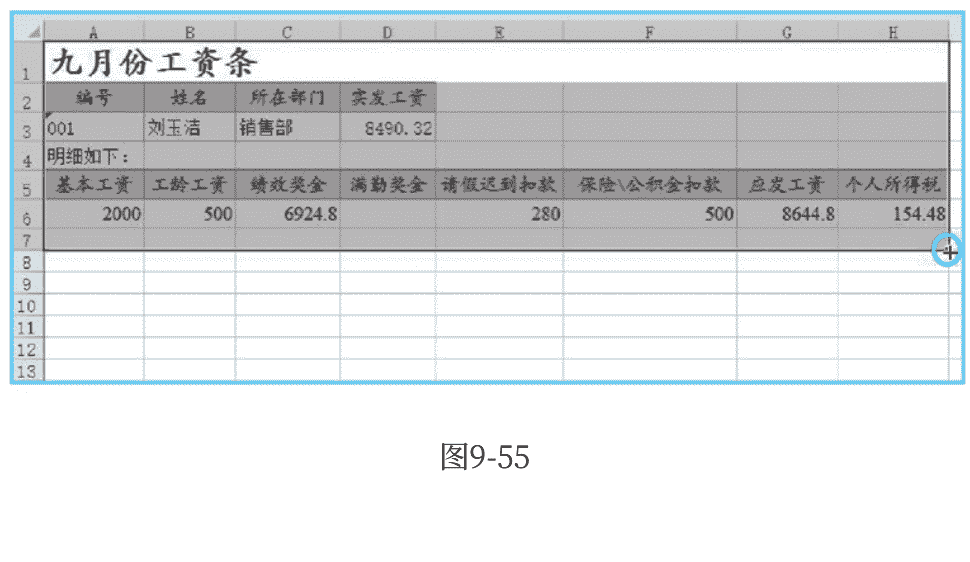 A B C D E F G H
1 九月份工资条
2 编号 姓名 所在部门 实发工资
3 001 刘玉洁 销售部 8490.32
4 明细如下：
5 基本工资 工龄工资 绩效奖金 满勤奖金 请假迟到扣款 保险\公积金扣款 应发工资 个人所得税
6 2000 500 6924.8 280 500 8644.8 154.48
7
8
9
10
11
12
13
图9-55